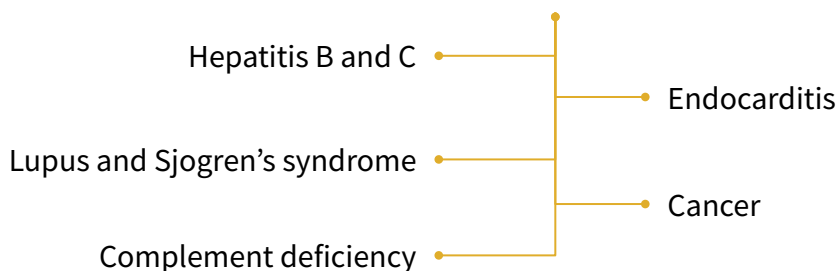 Hepatitis B and C
Endocarditis
Lupus and Sjogren’s syndrome
Cancer
Complement deficiency